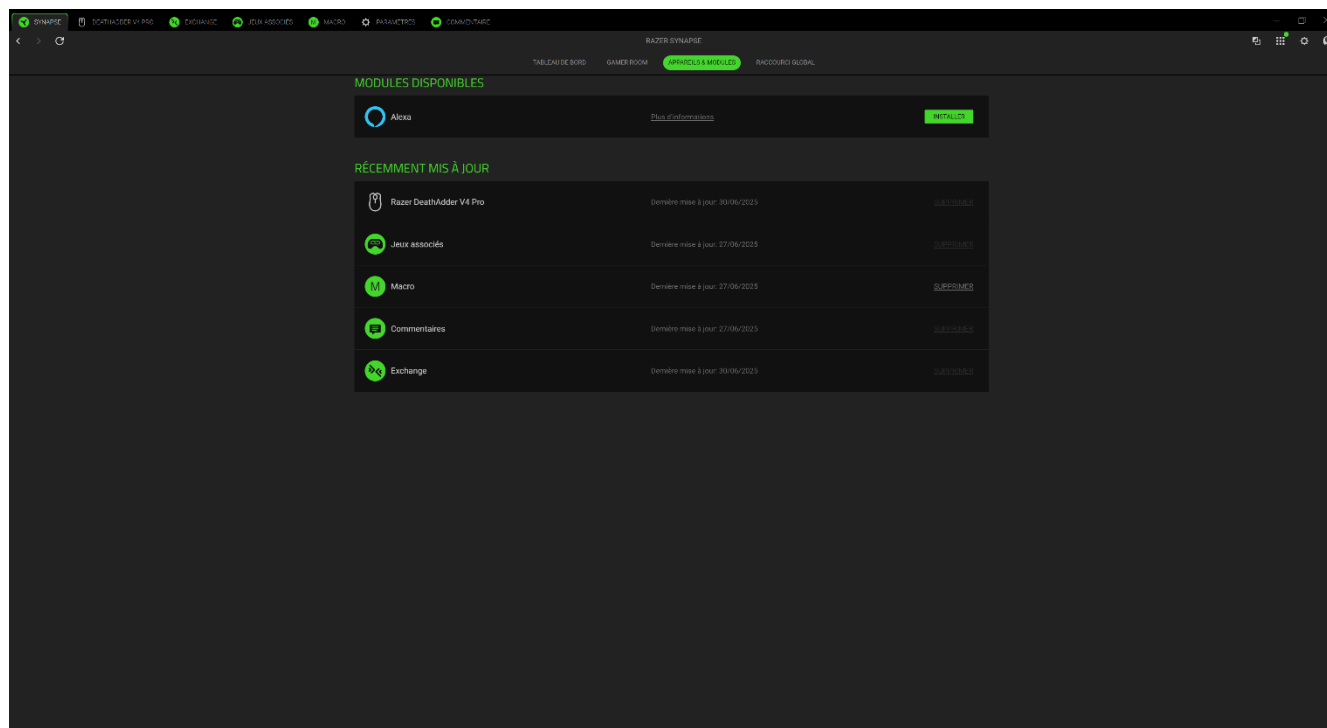 SYNAPSE DEATHADDER V4 PRO EXCHANGE JEUX ASSOCIÉS MACRO PARAMÈTRES COMMENTAIRE
RAZER SYNAPSE
TABLEAU DE BORD GAMER ROOM APPAREILS & MODULES RACCOURCI GLOBAL
MODULES DISPONIBLES
Alexa Plus d'informations INSTALLER
RÉCEMMENT MIS À JOUR
Razer DeathAdder V4 Pro Dernière mise à jour: 30/06/2025 SUPPRIMER
Jeux associés Dernière mise à jour: 27/06/2025 SUPPRIMER
M Macro Dernière mise à jour: 27/06/2025 SUPPRIMER
Commentaires Dernière mise à jour: 27/06/2025 SUPPRIMER
Exchange Dernière mise à jour: 30/06/2025 SUPPRIMER